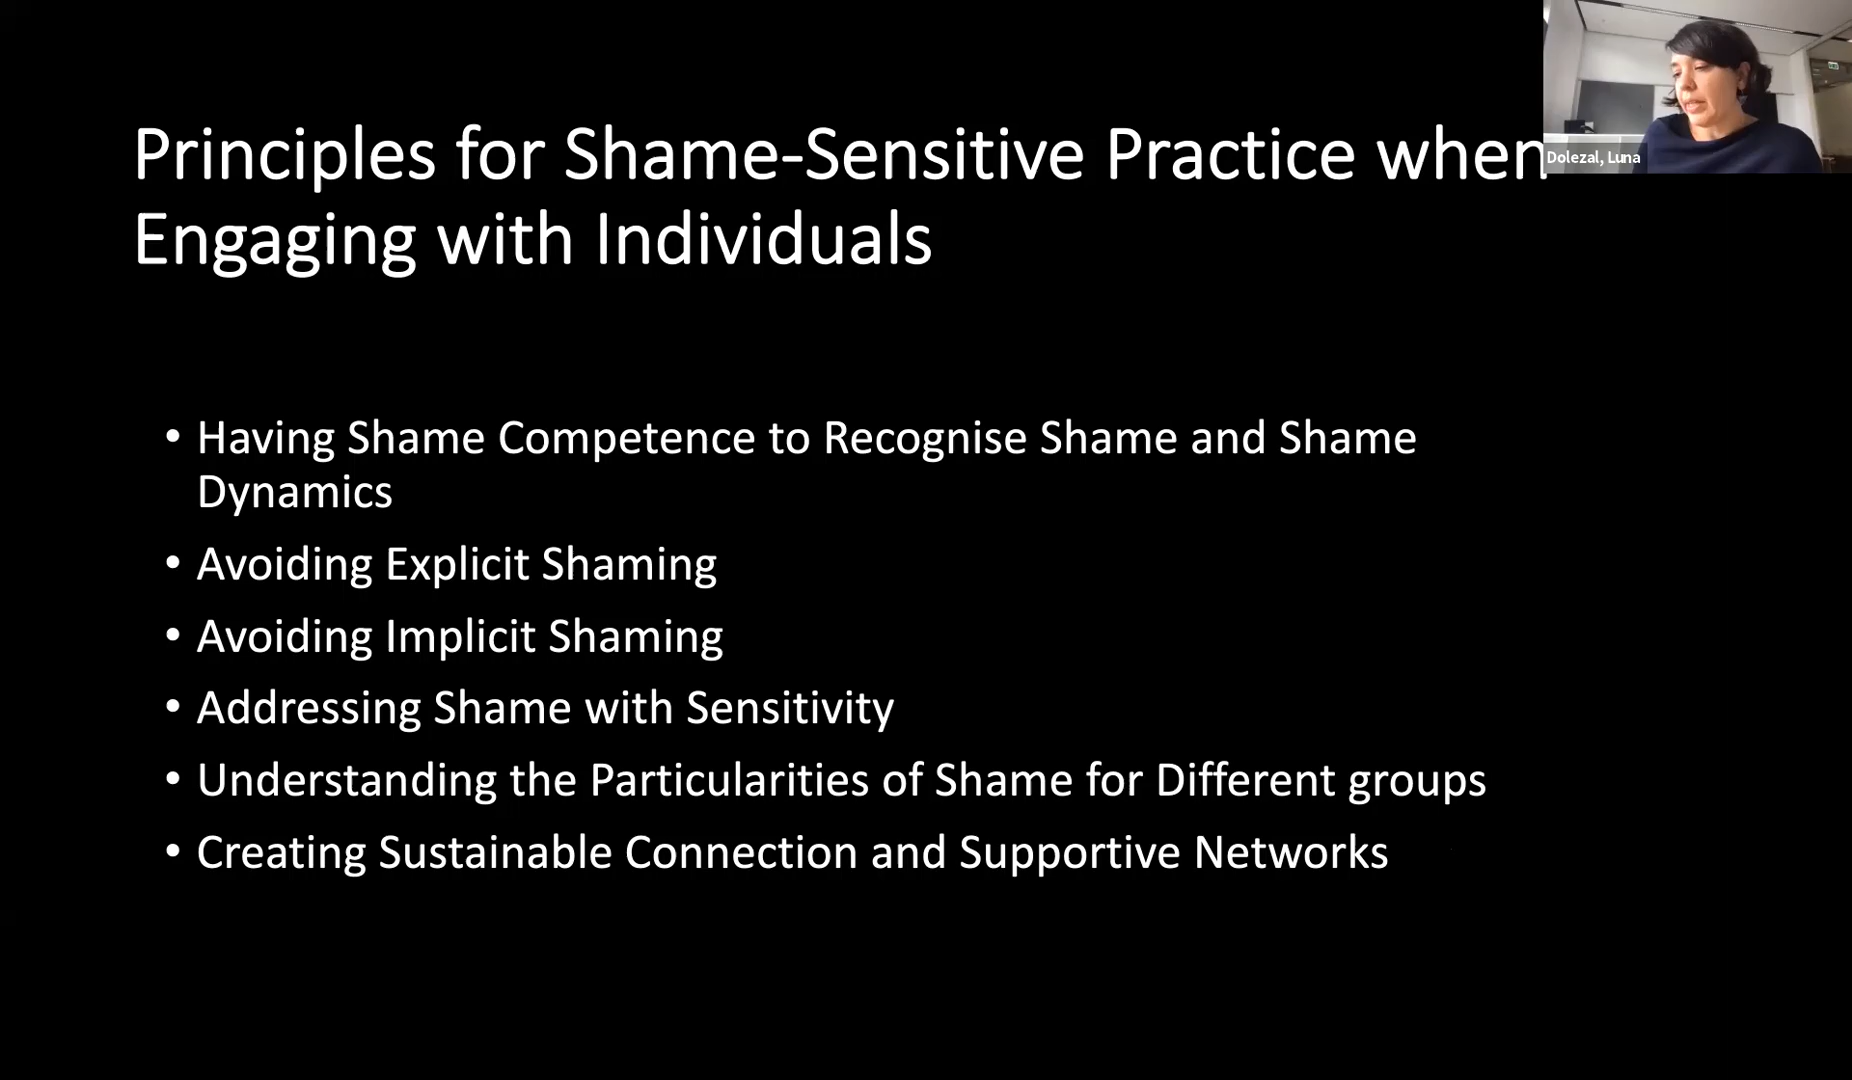 Principles for Shame-Sensitive Practice when
Engaging with Individuals
Dolezal, Luna
• Having Shame Competence to Recognise Shame and Shame
Dynamics
• Avoiding Explicit Shaming
• Avoiding Implicit Shaming
• Addressing Shame with Sensitivity
• Understanding the Particularities of Shame for Different groups
• Creating Sustainable Connection and Supportive Networks